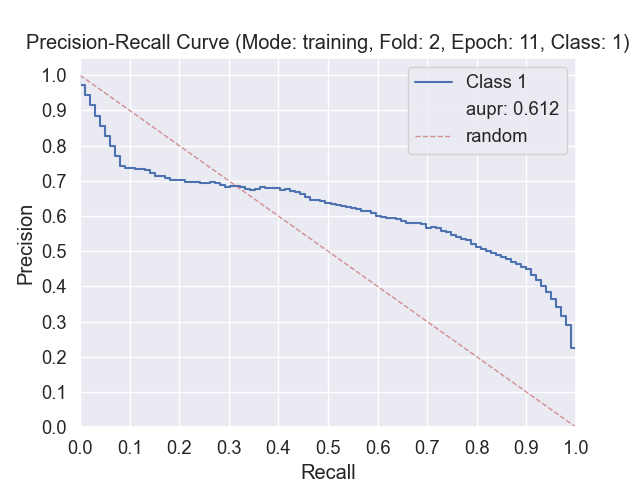 Precision-Recall Curve (Mode: training, Fold: 2, Epoch: 11, Class: 1)
1.0
0.9
0.8
0.7
0.6
0.5
0.4
0.3
0.2
0.1
0.0
Precision
Class 1
aupr: 0.612
random
0.0 0.1 0.2 0.3 0.4 0.5 0.6 0.7 0.8 0.9 1.0
Recall